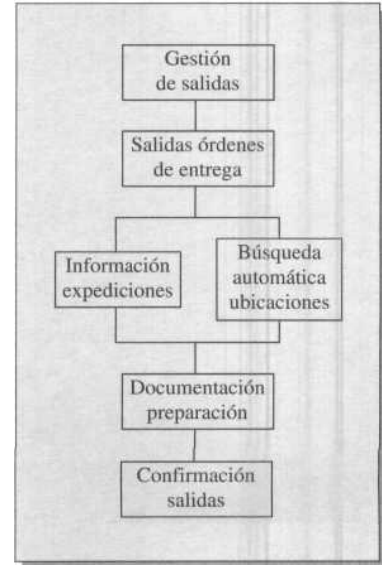 Gestión
de salidas
Salidas órdenes
de entrega
Información
expediciones
Búsqueda
automática
ubicaciones
Documentación
preparación
Confirmación
salidas